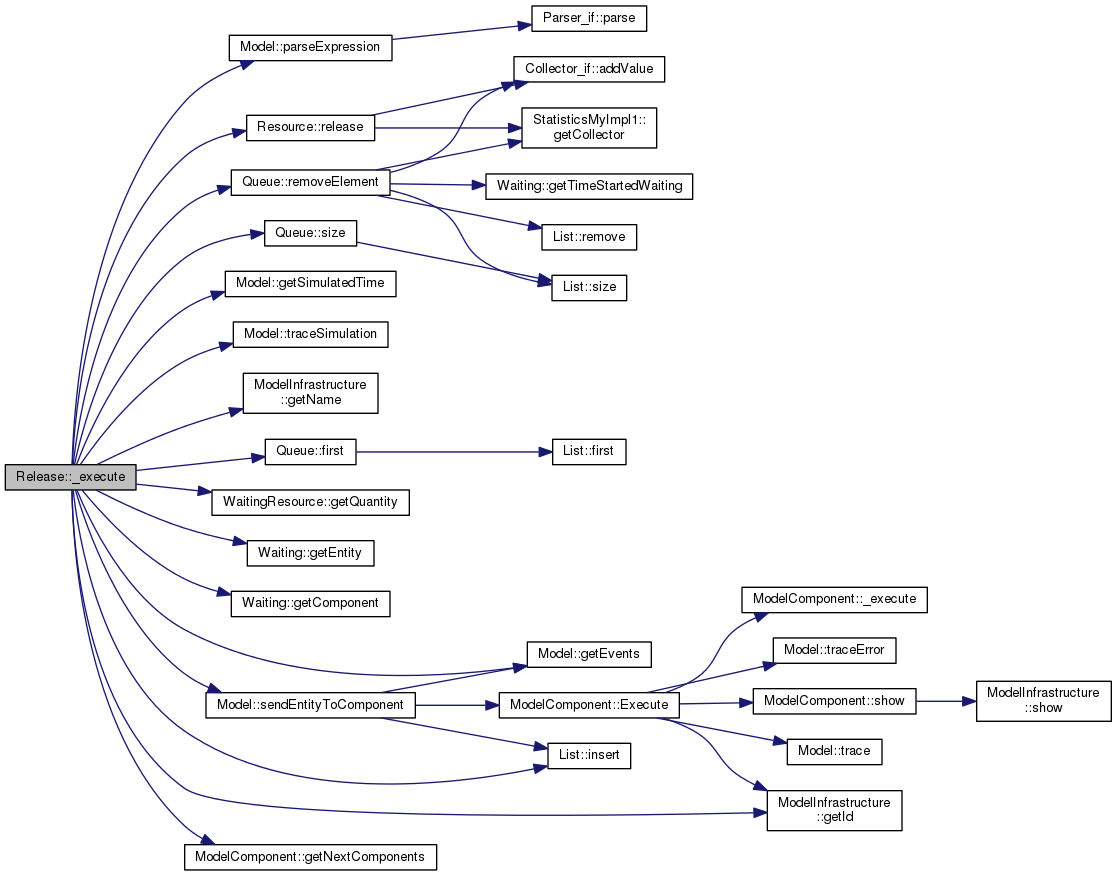 Parser_if::parse
Model::parseExpression
Collector_if::addValue
Resource::release
StatisticsMyImpl1::
getCollector
Queue::removeElement
Waiting::getTimeStartedWaiting
Queue::size
List::remove
Model::getSimulatedTime
List::size
Model::traceSimulation
ModelInfrastructure
::getName
Queue::first
List::first
Release::_execute
WaitingResource::getQuantity
Waiting::getEntity
Waiting::getComponent
ModelComponent::_execute
Model::getEvents
Model::traceError
Model::sendEntityToComponent
ModelComponent::Execute
ModelComponent::show
ModelInfrastructure
::show
List::insert
Model::trace
ModelInfrastructure
::getId
ModelComponent::getNextComponents